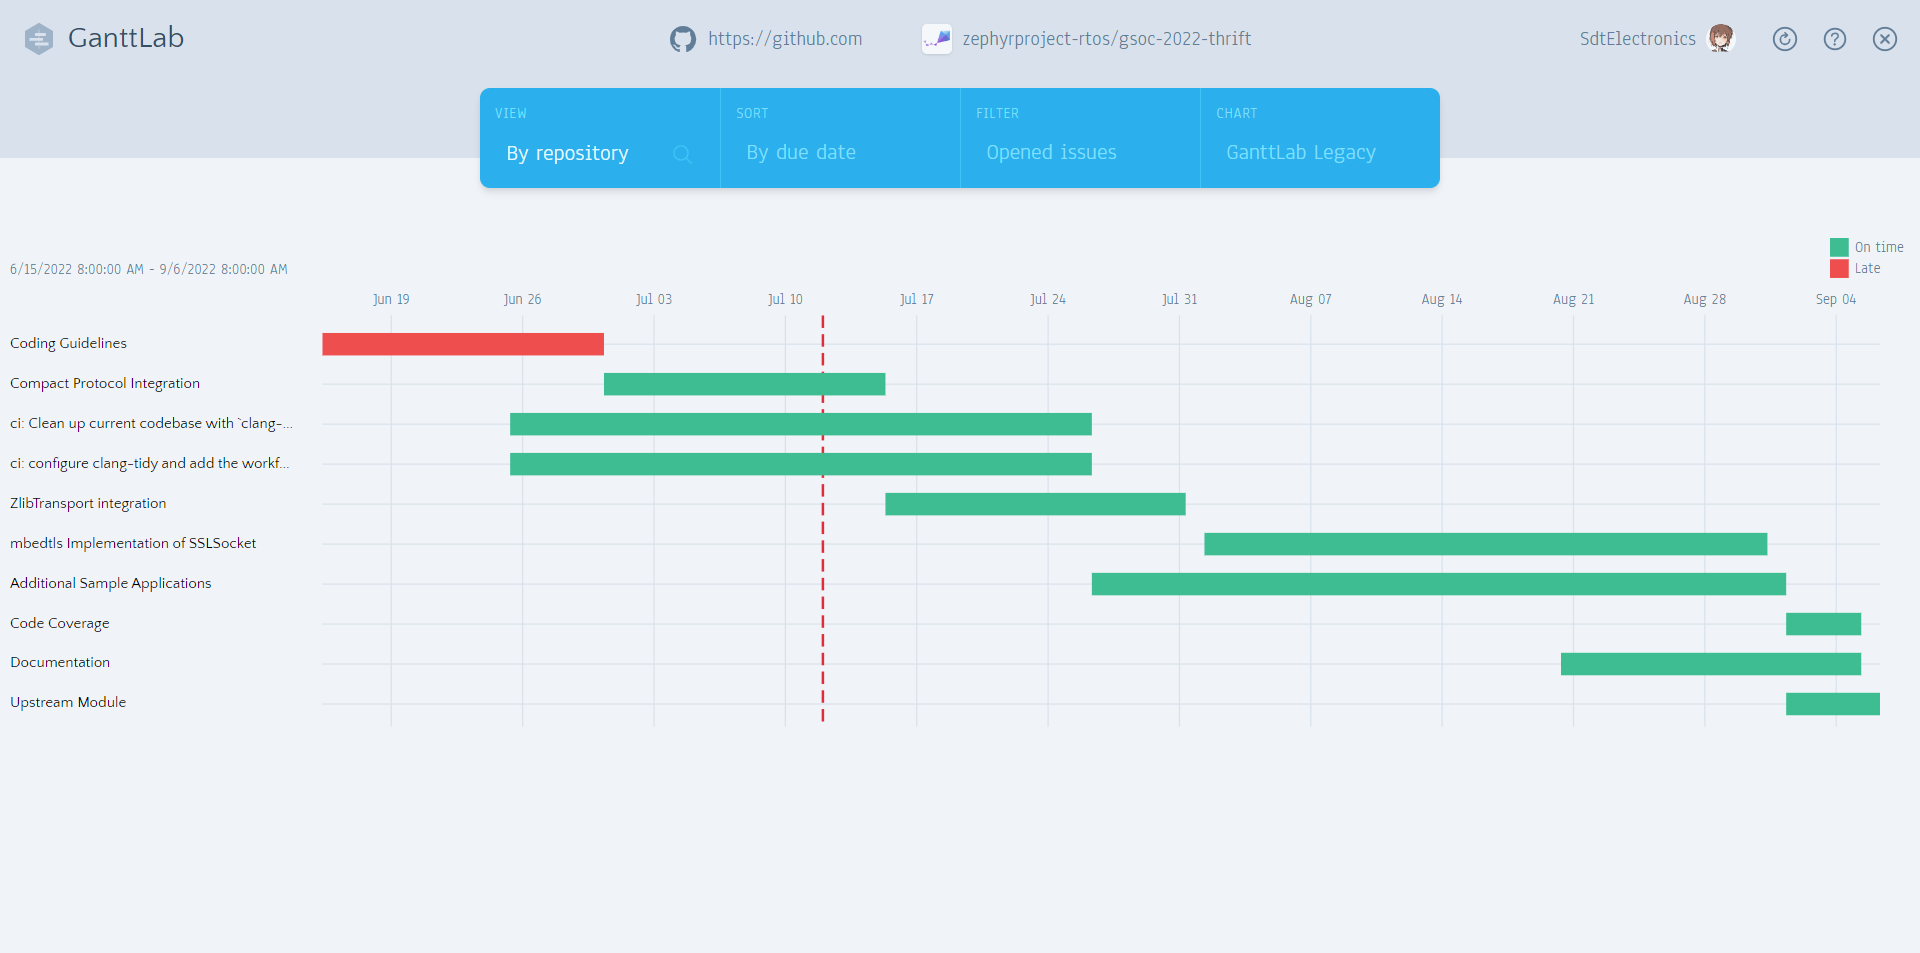 GanttLab
https://github.com
zephyrproject-rtos/gsoc-2022-thrift
SdtElectronics
VIEW
SORT
FILTER
CHART
By repository
By due date
Opened issues
GanttLab Legacy
On time
Late
6/15/2022 8:00:00 AM - 9/6/2022 8:00:00 AM
Jun 19
Jun 26
Jul 03
Jul 10
Jul 17
Jul 24
Jul 31
Aug 07
Aug 14
Aug 21
Aug 28
Sep 04
Coding Guidelines
Compact Protocol Integration
ci: Clean up current codebase with `clang-...
ci: configure clang-tidy and add the workf...
ZlibTransport integration
mbedtls Implementation of SSLSocket
Additional Sample Applications
Code Coverage
Documentation
Upstream Module